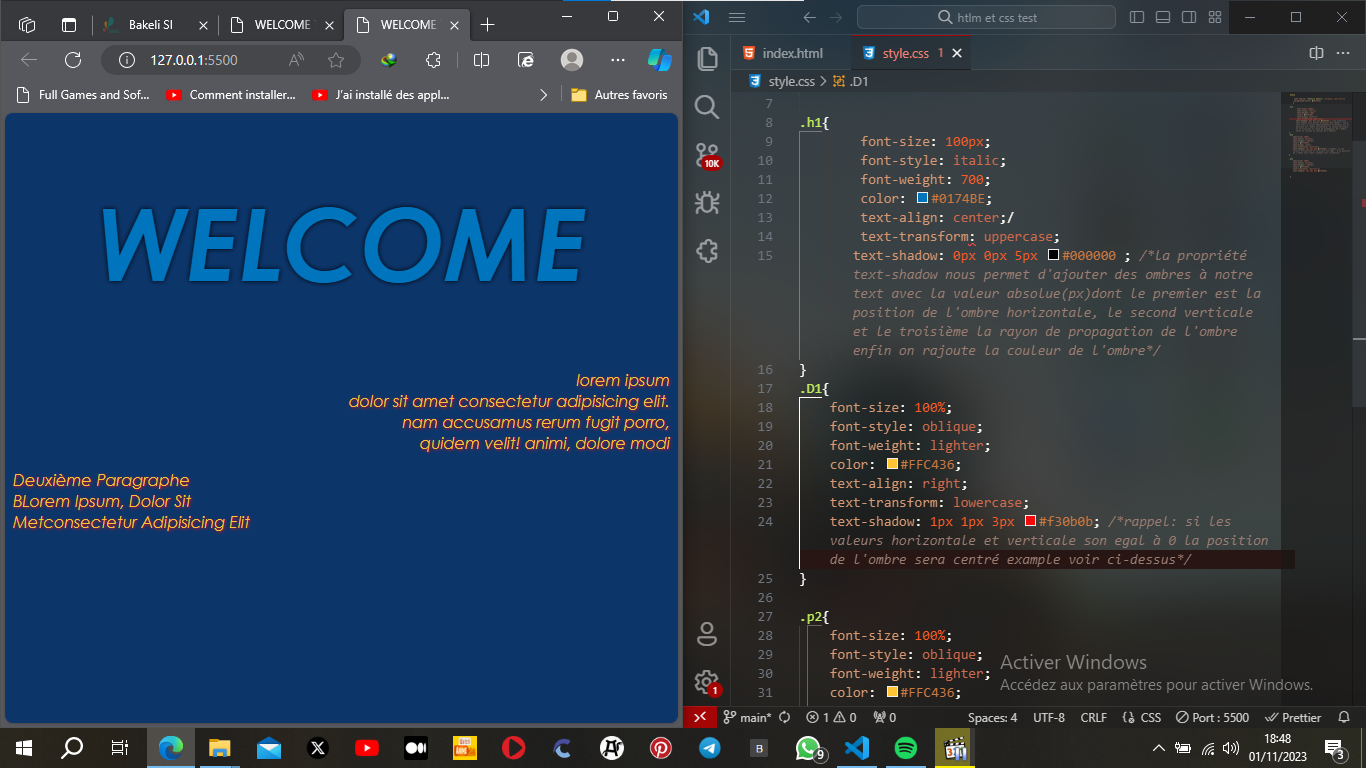 Bakeli SI
WELCOME
WELCOME
127.0.0.1:5500
Full Games and Sof...
Comment installer...
J'ai installé des appl...
Autres favoris
WELCOME
lorem ipsum
dolor sit amet consectetur adipisicing elit.
nam accusamus rerum fugit porro,
quidem velit! animi, dolore modi
Deuxième Paragraphe
BLorem Ipsum, Dolor Sit
Metconsectetur Adipisicing Elit
htlm et css test
index.html
style.css 1
style.css > .D1
10K
7
8 .h1{
9 font-size: 100px;
10 font-style: italic;
11 font-weight: 700;
12 color: #0174BE;
13 text-align: center;/
14 text-transform: uppercase;
15 text-shadow: 0px 0px 5px #000000 ; /*la propriété
text-shadow nous permet d'ajouter des ombres à notre
text avec la valeur absolue(px)dont le premier est la
position de l'ombre horizontale, le second verticale
et le troisième la rayon de propagation de l'ombre
enfin on rajoute la couleur de l'ombre*/
16 }
17 .D1{
18 font-size: 100%;
19 font-style: oblique;
20 font-weight: lighter;
21 color: #FFC436;
22 text-align: right;
23 text-transform: lowercase;
24 text-shadow: 1px 1px 3px #f30b0b; /*rappel: si les
valeurs horizontale et verticale son egal à 0 la position
de l'ombre sera centré example voir ci-dessus*/
25 }
26
27 .p2{
28 font-size: 100%;
29 font-style: oblique;
30 font-weight: lighter;
31 color: #FFC436;
Activer Windows
Accédez aux paramètres pour activer Windows.
1
main* 1 0 0 Spaces: 4 UTF-8 CRLF CSS Port : 5500 Prettier
9
18:48
01/11/2023
3